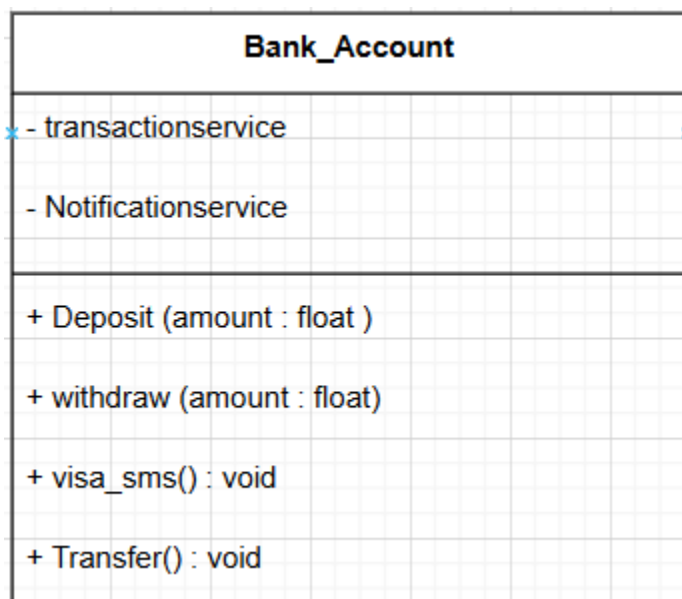 Bank_Account
- transactionservice
- Notificationservice
+ Deposit (amount : float )
+ withdraw (amount : float)
+ visa_sms() : void
+ Transfer() : void